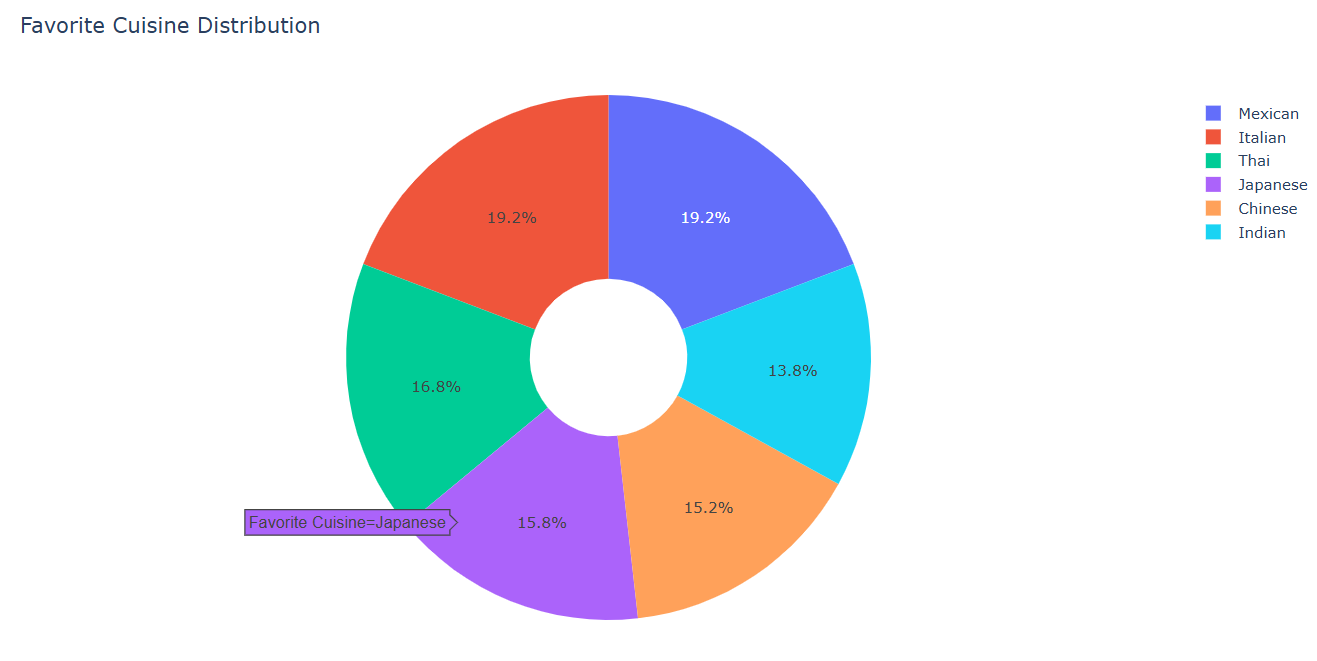 Favorite Cuisine Distribution
Mexican
Italian
Thai
Japanese
Chinese
Indian
19.2%
19.2%
13.8%
16.8%
15.2%
Favorite Cuisine=Japanese
15.8%